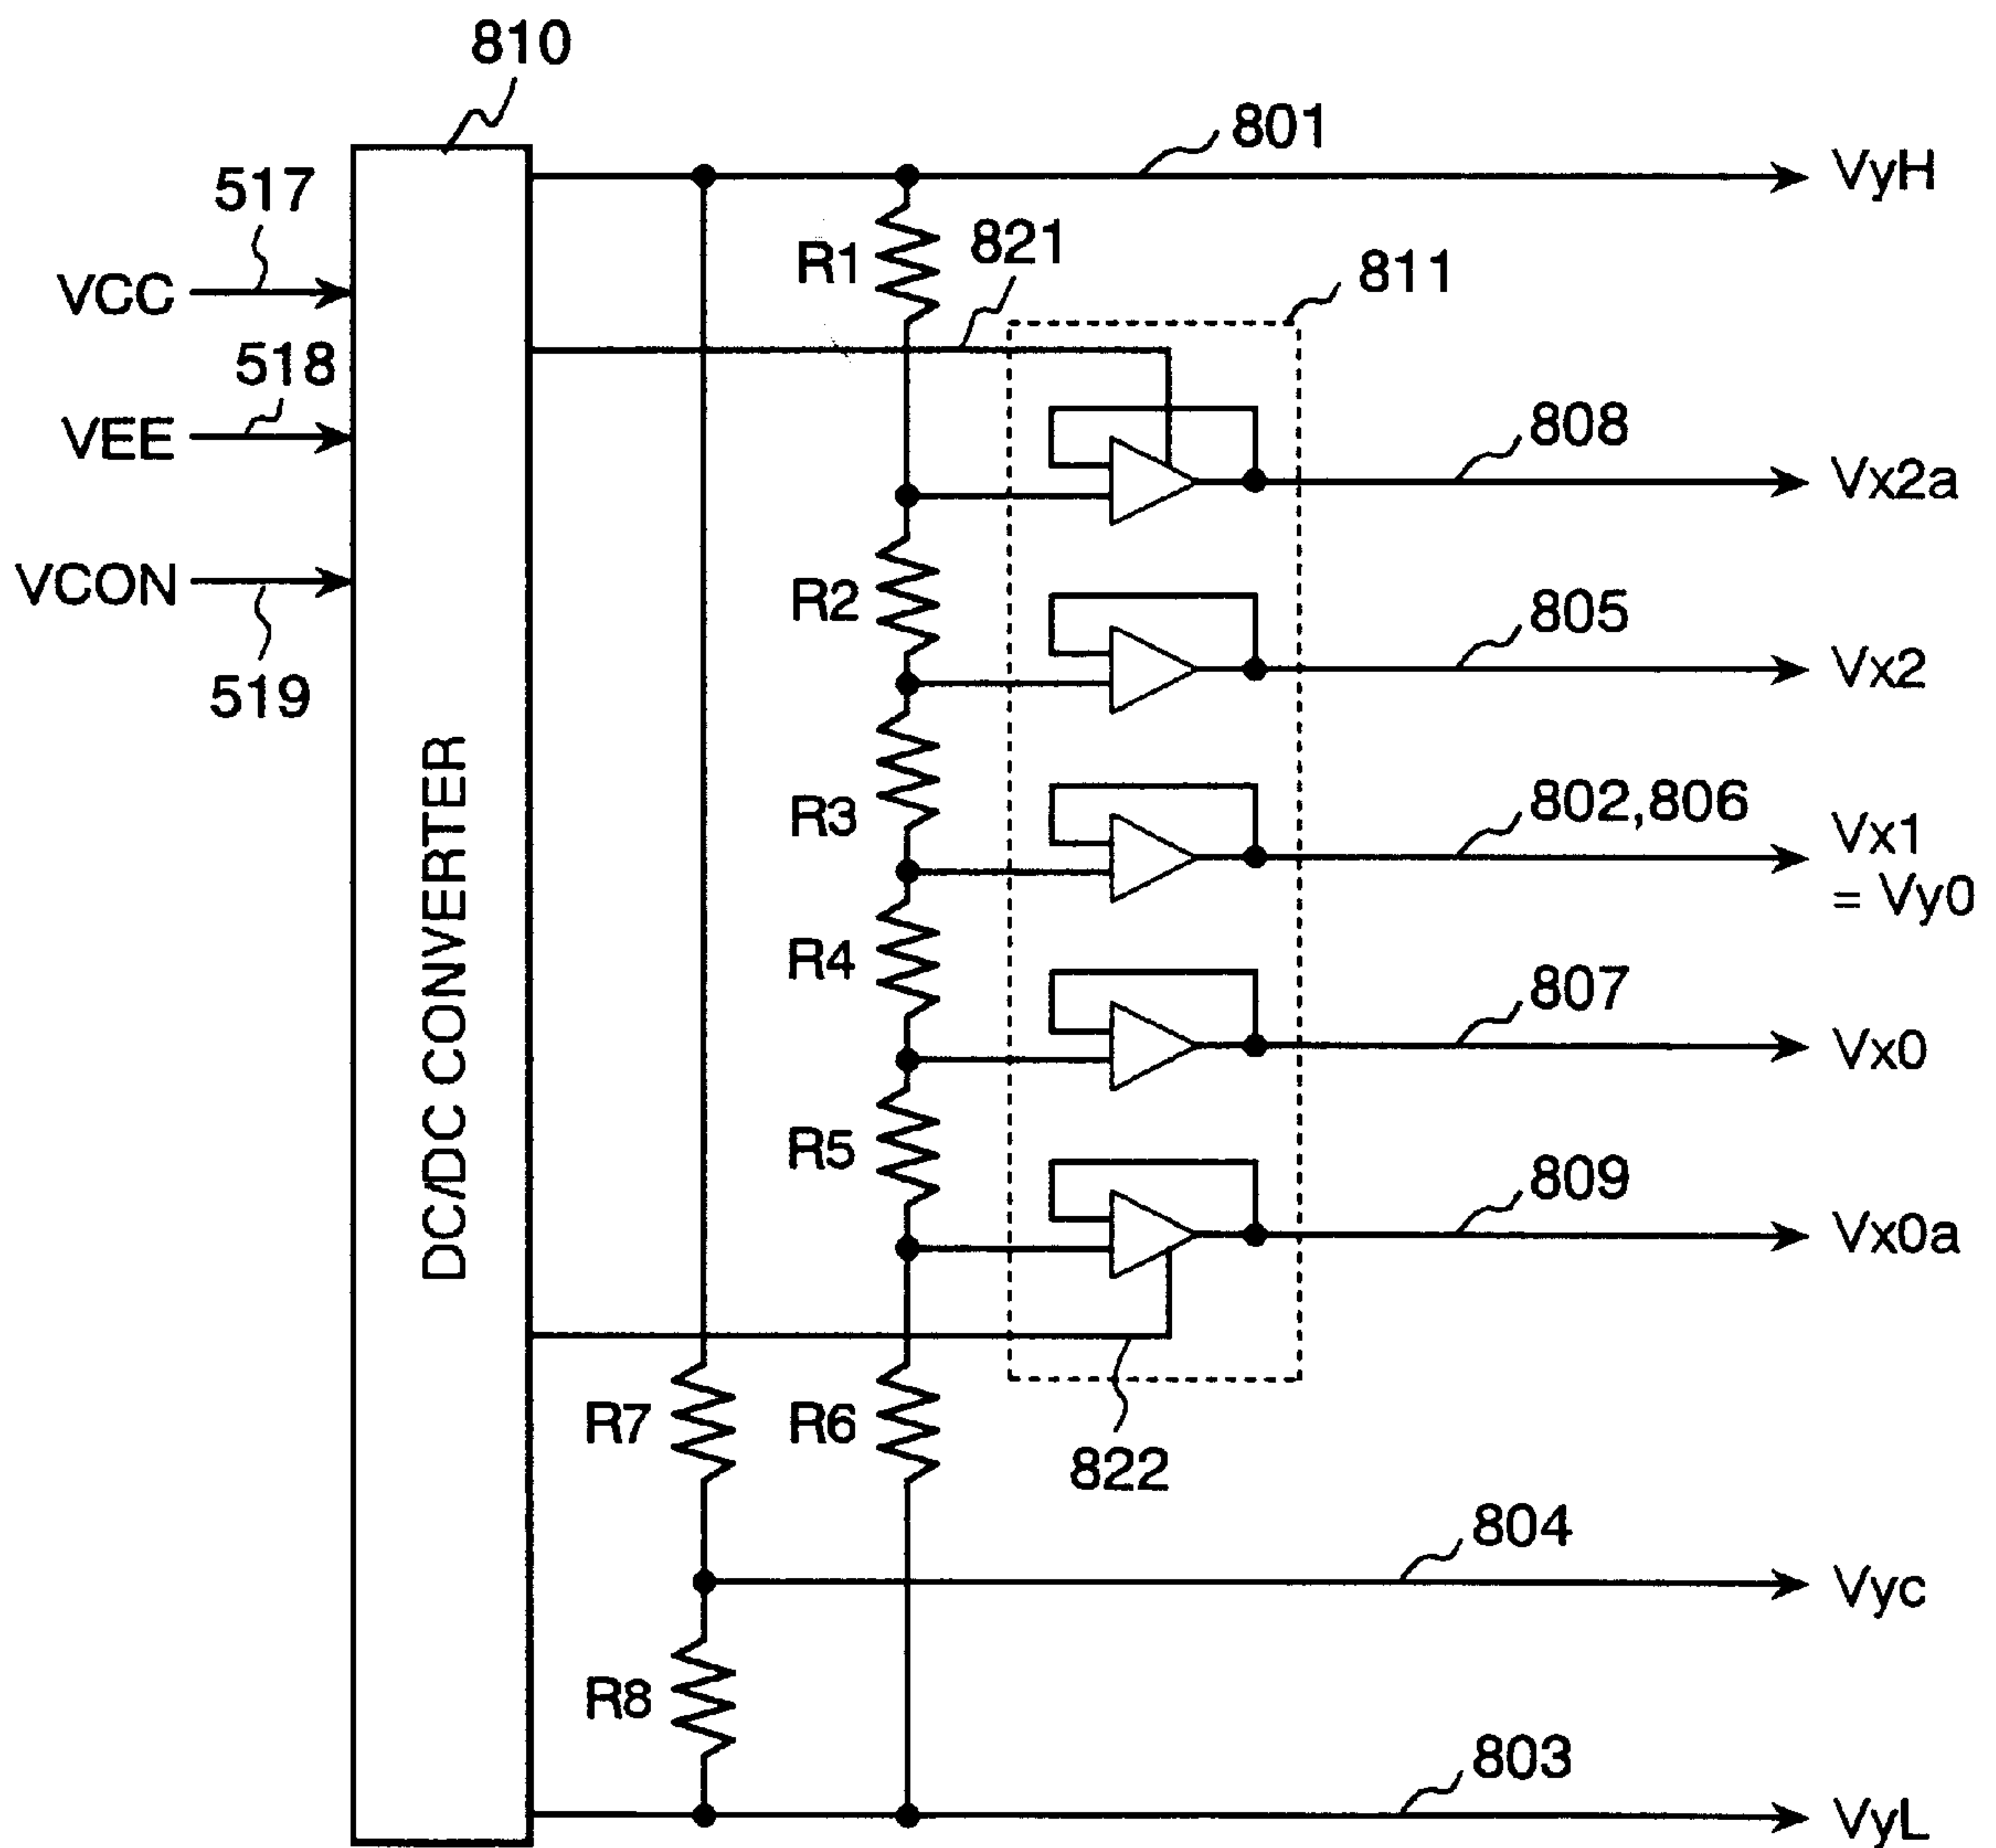 810
801
VyH
517
R1
821
811
VCC
518
VEE
808
Vx2a
VCON
519
R2
805
Vx2
DC/DC CONVERTER
R3
802,806
Vx1
= Vy0
R4
807
Vx0
R5
809
Vx0a
R7
R6
822
804
Vyc
R8
803
VyL